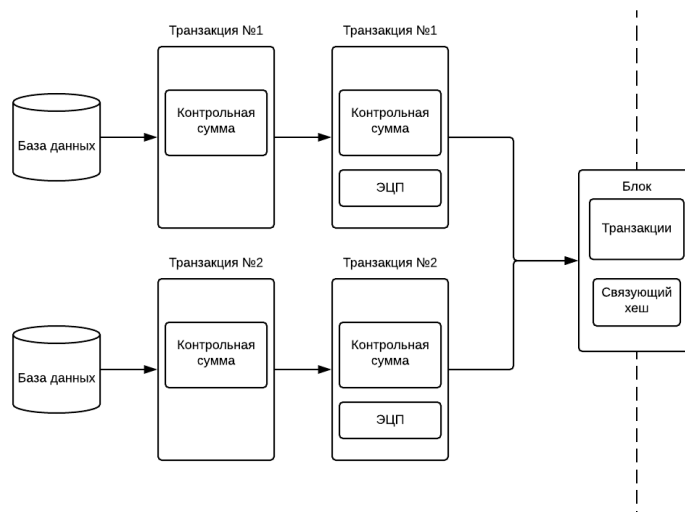 Транзакция №1
Транзакция №1
База данных
Контрольная
сумма
Контрольная
сумма
ЭЦП
Блок
Транзакции
Связующий
хеш
Транзакция №2
Транзакция №2
База данных
Контрольная
сумма
Контрольная
сумма
ЭЦП